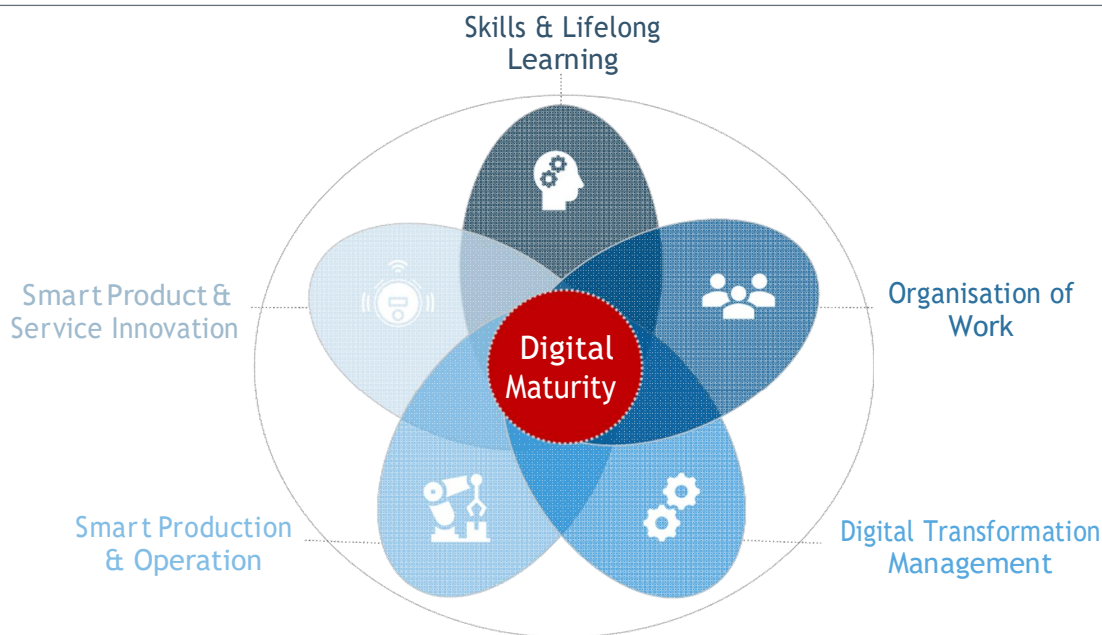 Skills & Lifelong
Learning
Smart Product &
Service Innovation
Organisation of
Work
Digital
Maturity
Smart Production
& Operation
Digital Transformation
Management